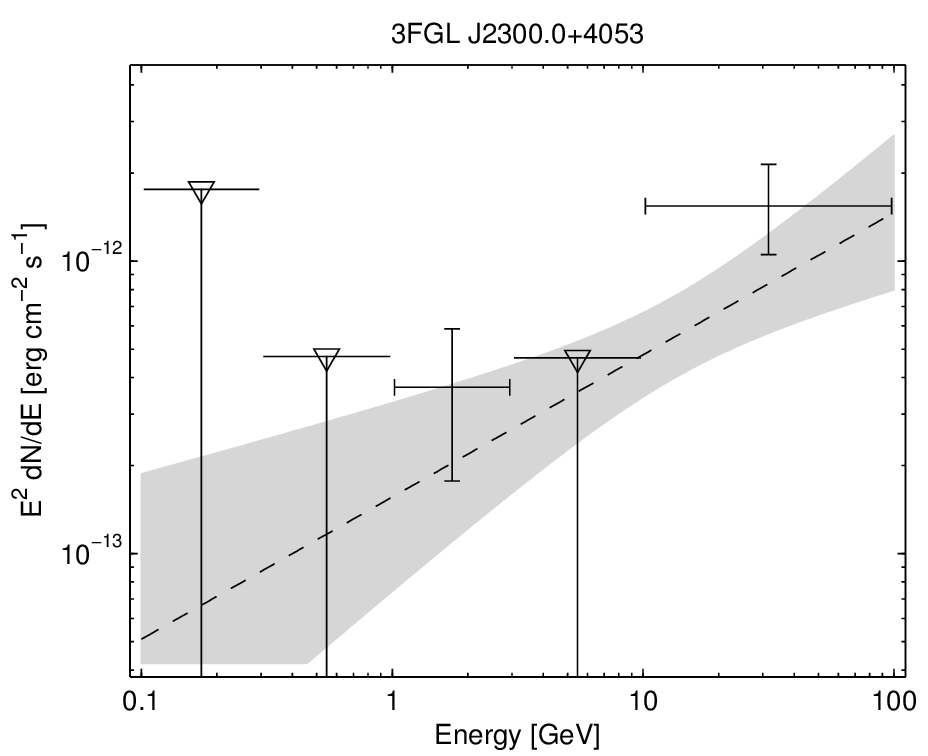 3FGL J2300.0+4053
E² dN/dE [erg cm⁻² s⁻¹]
10⁻¹²
10⁻¹³
0.1 1 10 100
Energy [GeV]